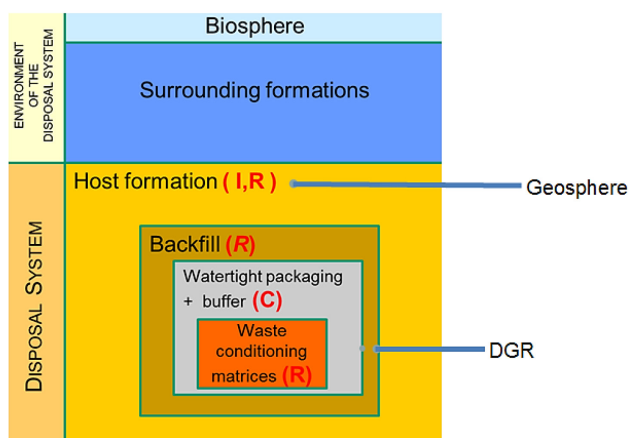 Biosphere
ENVIRONMENT
OF THE
DISPOSAL SYSTEM
Surrounding formations
Host formation ( I,R )
Geosphere
DISPOSAL SYSTEM
Backfill (R)
Watertight packaging
+ buffer (C)
Waste
conditioning
matrices (R)
DGR